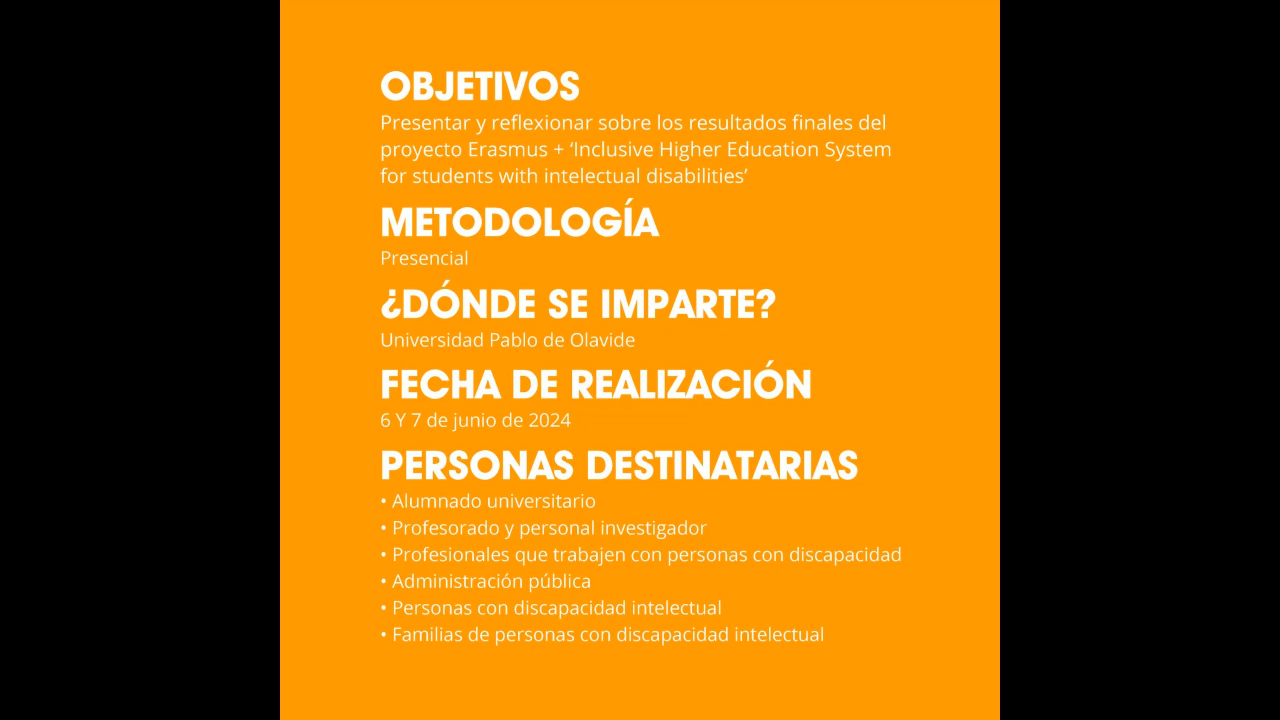 OBJETIVOS
Presentar y reflexionar sobre los resultados finales del
proyecto Erasmus + ‘Inclusive Higher Education System
for students with intelectual disabilities’
METODOLOGÍA
Presencial
¿DÓNDE SE IMPARTE?
Universidad Pablo de Olavide
FECHA DE REALIZACIÓN
6 Y 7 de junio de 2024
PERSONAS DESTINATARIAS
• Alumnado universitario
• Profesorado y personal investigador
• Profesionales que trabajen con personas con discapacidad
• Administración pública
• Personas con discapacidad intelectual
• Familias de personas con discapacidad intelectual